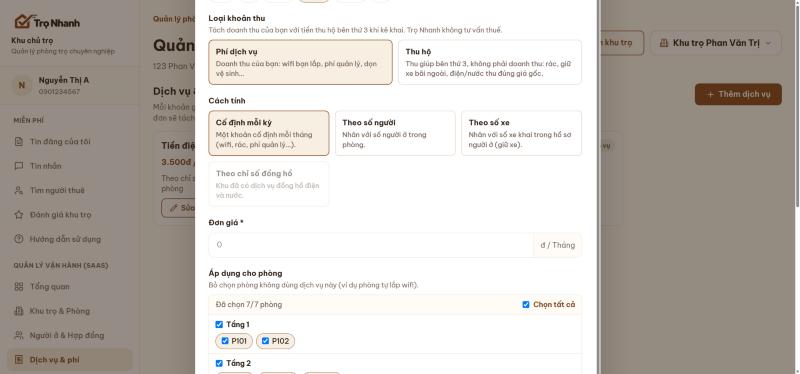 Trọ Nhanh
Khu chủ trọ
Quản lý phòng trọ chuyên nghiệp
N
Nguyễn Thị A
0901234567
MIỄN PHÍ
Tin đăng của tôi
Tin nhắn
Tìm người thuê
Đánh giá khu trọ
Hướng dẫn sử dụng
QUẢN LÝ VẬN HÀNH (SAAS)
Tổng quan
Khu trọ & Phòng
Người ở & Hợp đồng
Dịch vụ & phí
Quản lý
Quản
123 Phan
khu trọ
Khu trọ Phan Văn Trị
Dịch vụ
Mỗi khoản
đơn sẽ tách
+ Thêm dịch vụ
Tiền điện
3.500đ /
Theo chỉ số
phòng
Loại khoản thu
Tách doanh thu của bạn với tiền thu hộ bên thứ 3 khi kê khai. Trọ Nhanh không tư vấn thuế.
Phí dịch vụ
Doanh thu của bạn: wifi bạn lắp, phí quản lý, dọn
vệ sinh...
Thu hộ
Thu giúp bên thứ 3, không phải doanh thu: rác, giữ
xe bãi ngoài, điện/nước thu đúng giá gốc.
Cách tính
Cố định mỗi kỳ
Một khoản cố định mỗi tháng
(wifi, rác, phí quản lý...).
Theo số người
Nhân với số người ở trong
phòng.
Theo số xe
Nhân với số xe khai trong hồ sơ
người ở (giữ xe).
Theo chỉ số đồng hồ
Khu đã có dịch vụ đồng hồ điện
và nước.
Đơn giá *
0
đ / Tháng
Áp dụng cho phòng
Bỏ chọn phòng không dùng dịch vụ này (ví dụ phòng tự lắp wifi).
Đã chọn 7/7 phòng
Chọn tất cả
Tầng 1
P101
P102
Tầng 2